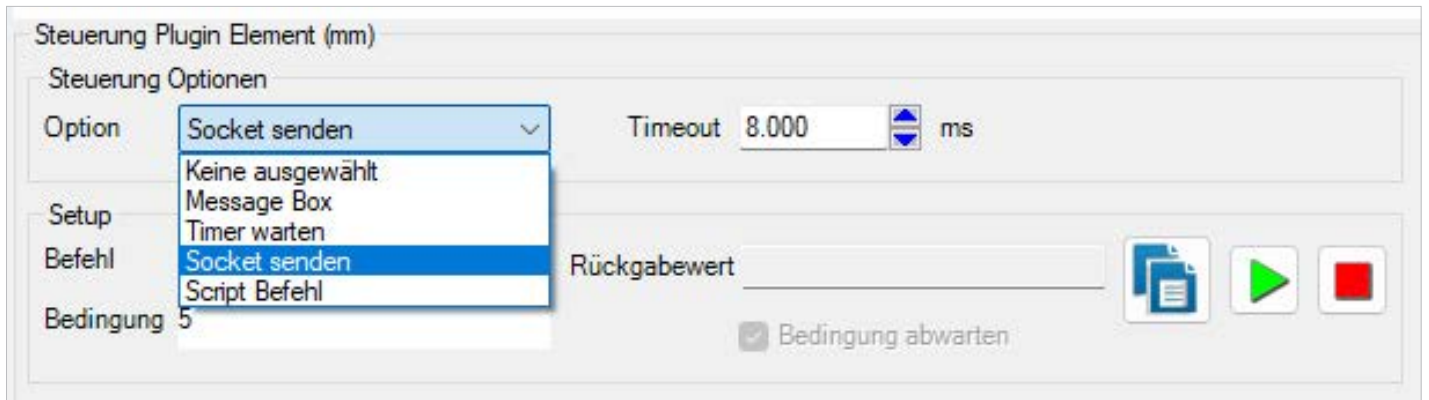 Steuerung Plugin Element (mm)
Steuerung Optionen
Option Socket senden Timeout 8.000 ms
Keine ausgewählt
Message Box
Timer warten
Socket senden
Script Befehl
Setup
Befehl Rückgabewert
Bedingung 5
Bedingung abwarten